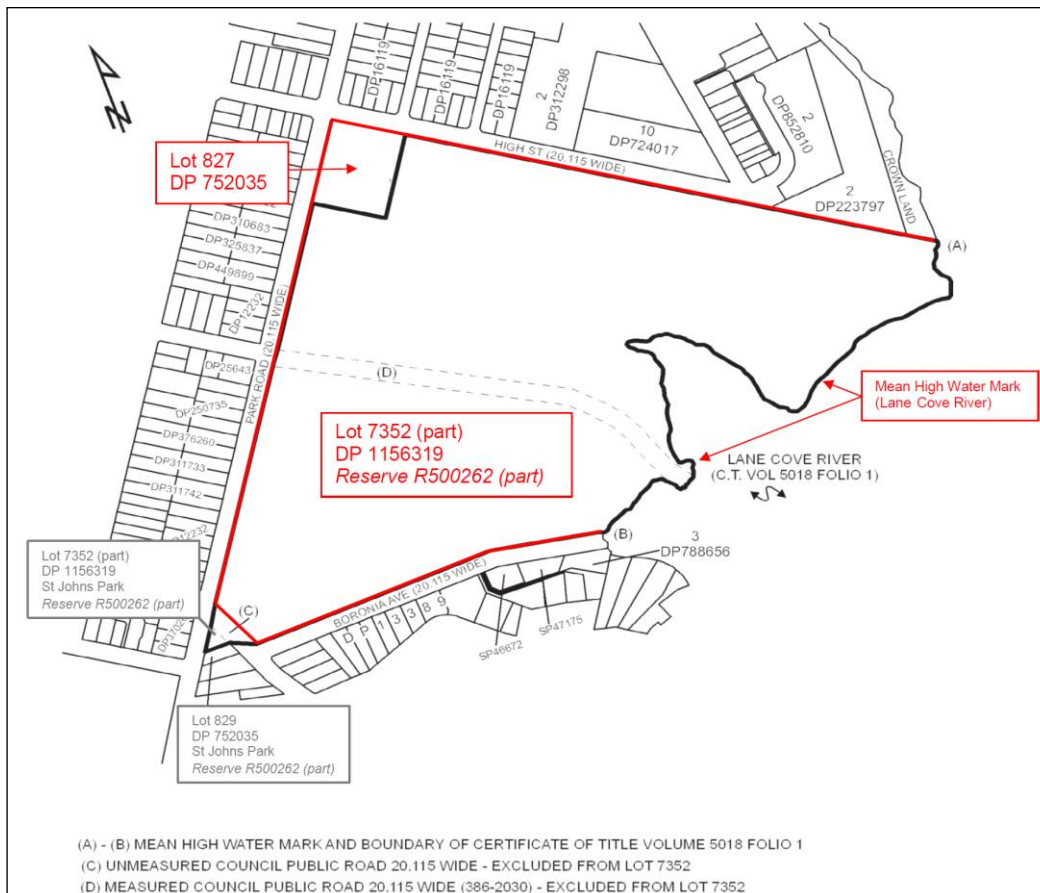 N
DP16119
DP16119
DP16119
2
DP312298
10
DP724017
2
DP852810
CROWN LAND
2
DP223797
HIGH ST (20.115 WIDE)
(A)
Lot 827
DP 752035
DP310683
DP325837
DP449899
DP12232
PARK ROAD (20.115 WIDE)
DP25643
(D)
DP250735
DP376260
DP311733
DP311742
Mean High Water Mark
(Lane Cove River)
Lot 7352 (part)
DP 1156319
Reserve R500262 (part)
LANE COVE RIVER
(C.T. VOL 5018 FOLIO 1)
(B)
3
DP788656
BORONIA AVE (20.115 WIDE)
DP13389
SP46672
SP47175
Lot 7352 (part)
DP 1156319
St Johns Park
Reserve R500262 (part)
(C)
Lot 829
DP 752035
St Johns Park
Reserve R500262 (part)
(A) - (B) MEAN HIGH WATER MARK AND BOUNDARY OF CERTIFICATE OF TITLE VOLUME 5018 FOLIO 1
(C) UNMEASURED COUNCIL PUBLIC ROAD 20.115 WIDE - EXCLUDED FROM LOT 7352
(D) MEASURED COUNCIL PUBLIC ROAD 20.115 WIDE (386-2030) - EXCLUDED FROM LOT 7352